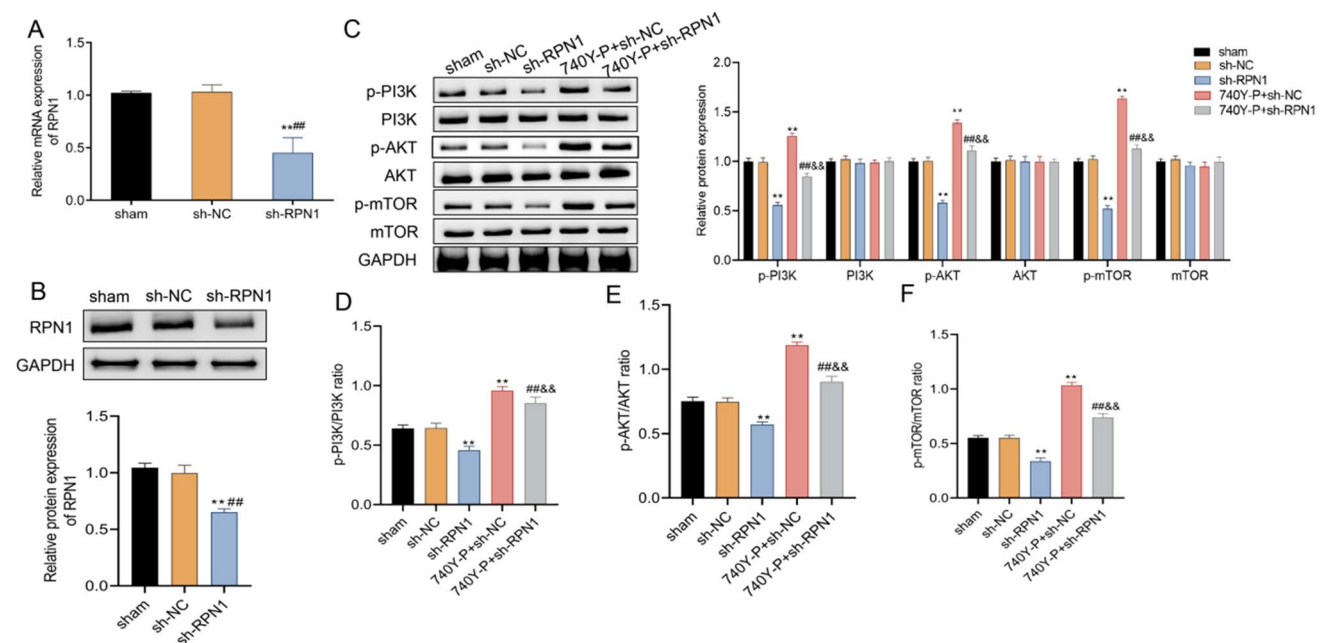 A
Relative mRNA expression
of RPN1
1.5
1.0
0.5
0.0
**##
sham
sh-NC
sh-RPN1
B
sham
sh-NC
sh-RPN1
RPN1
GAPDH
Relative protein expression
of RPN1
1.5
1.0
0.5
0.0
**##
sham
sh-NC
sh-RPN1
C
sham
sh-NC
sh-RPN1
740Y-P+sh-NC
740Y-P+sh-RPN1
p-PI3K
PI3K
p-AKT
AKT
p-mTOR
mTOR
GAPDH
Relative protein expression
2.0
1.5
1.0
0.5
0.0
**
**
##&&
**
**
##&&
**
**
##&&
p-PI3K
PI3K
p-AKT
AKT
p-mTOR
mTOR
sham
sh-NC
sh-RPN1
740Y-P+sh-NC
740Y-P+sh-RPN1
D
p-PI3K/PI3K ratio
1.5
1.0
0.5
0.0
**
**
##&&
sham
sh-NC
sh-RPN1
740Y-P+sh-NC
740Y-P+sh-RPN1
E
p-AKT/AKT ratio
1.5
1.0
0.5
0.0
**
**
##&&
sham
sh-NC
sh-RPN1
740Y-P+sh-NC
740Y-P+sh-RPN1
F
p-mTOR/mTOR ratio
1.5
1.0
0.5
0.0
**
**
##&&
sham
sh-NC
sh-RPN1
740Y-P+sh-NC
740Y-P+sh-RPN1